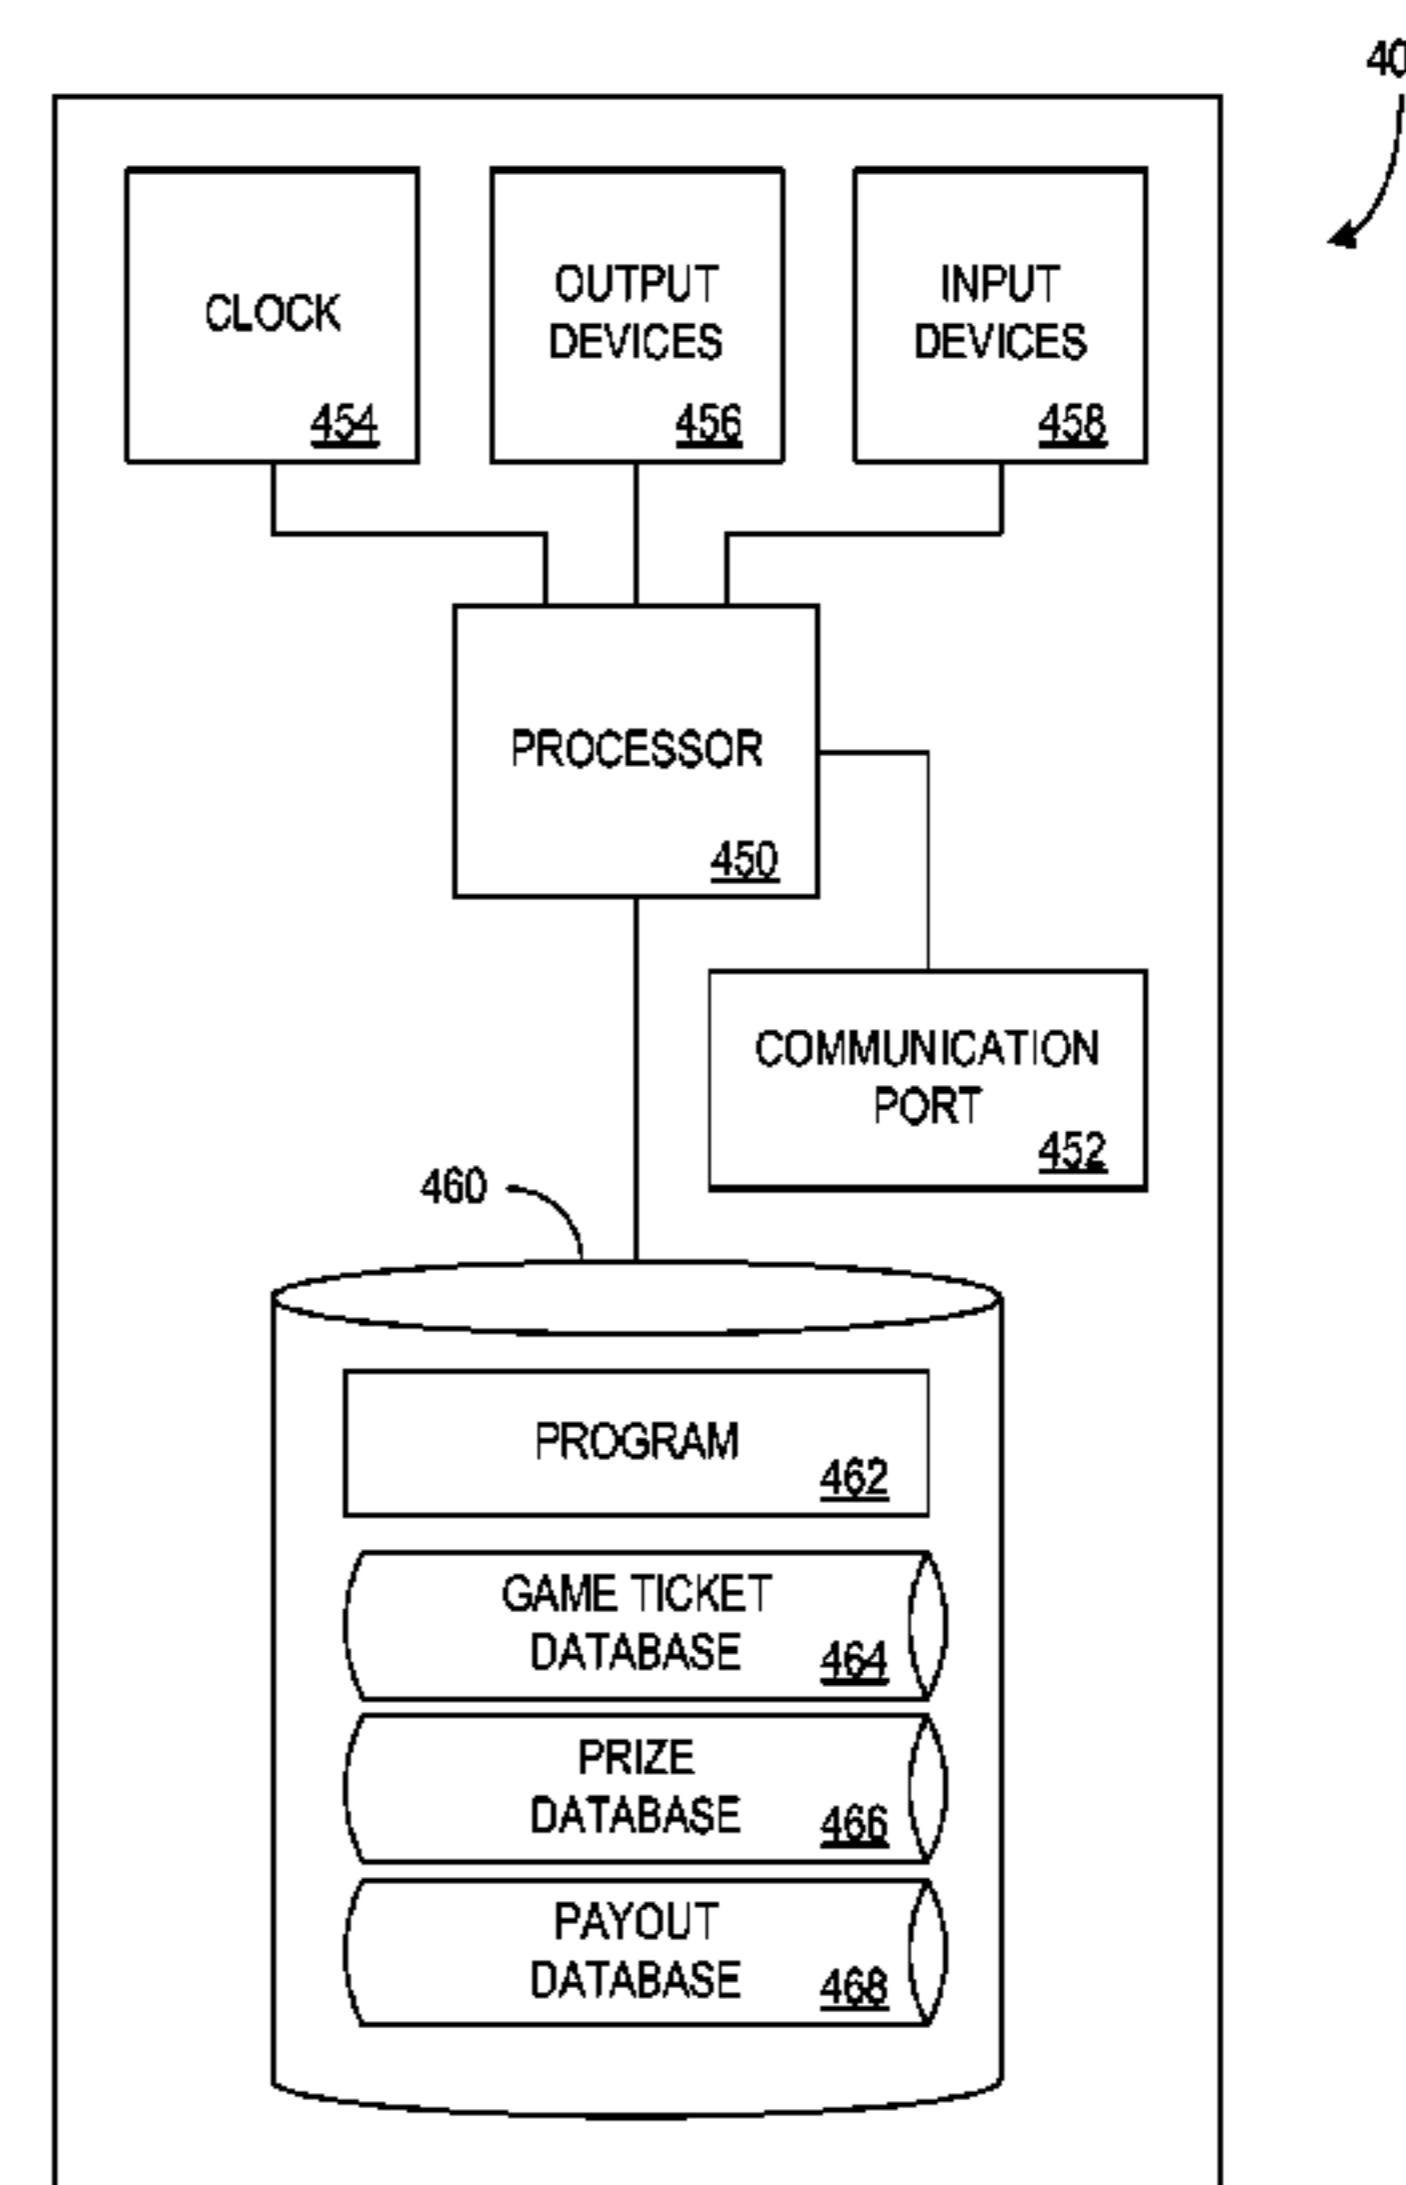 40
CLOCK
454
OUTPUT
DEVICES
456
INPUT
DEVICES
458
PROCESSOR
450
COMMUNICATION
PORT
452
460
PROGRAM
462
GAME TICKET
DATABASE
464
PRIZE
DATABASE
466
PAYOUT
DATABASE
468